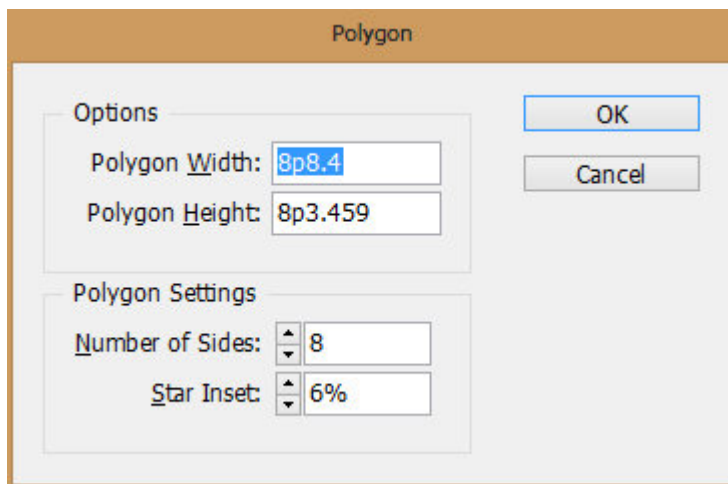 Polygon
Options
Polygon Width: 8p8.4
Polygon Height: 8p3.459
OK
Cancel
Polygon Settings
Number of Sides: 8
Star Inset: 6%